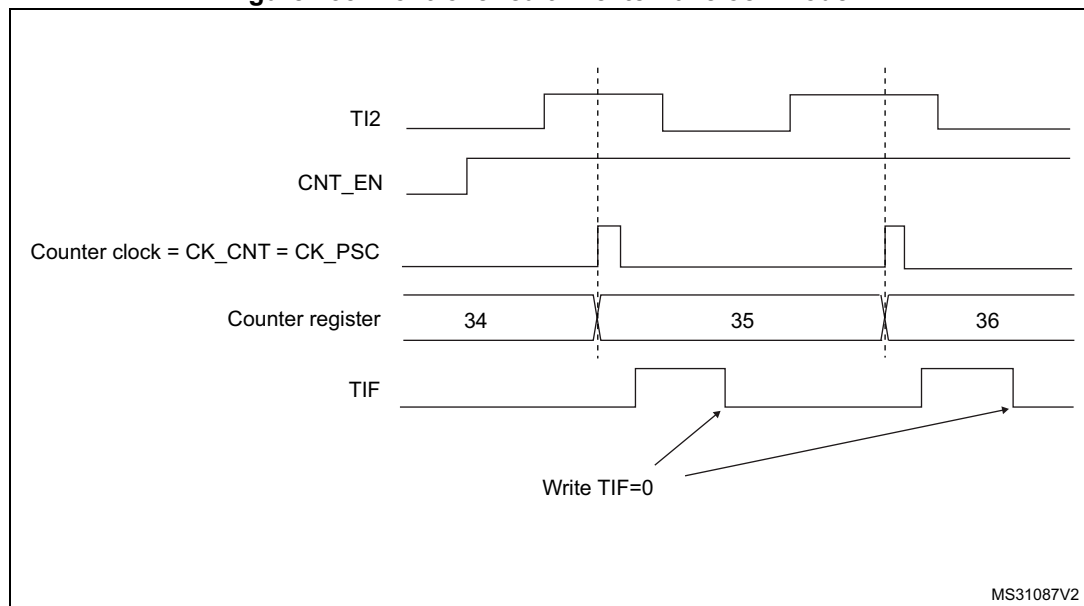 TI2
CNT_EN
Counter clock = CK_CNT = CK_PSC
Counter register
34
35
36
TIF
Write TIF=0
MS31087V2